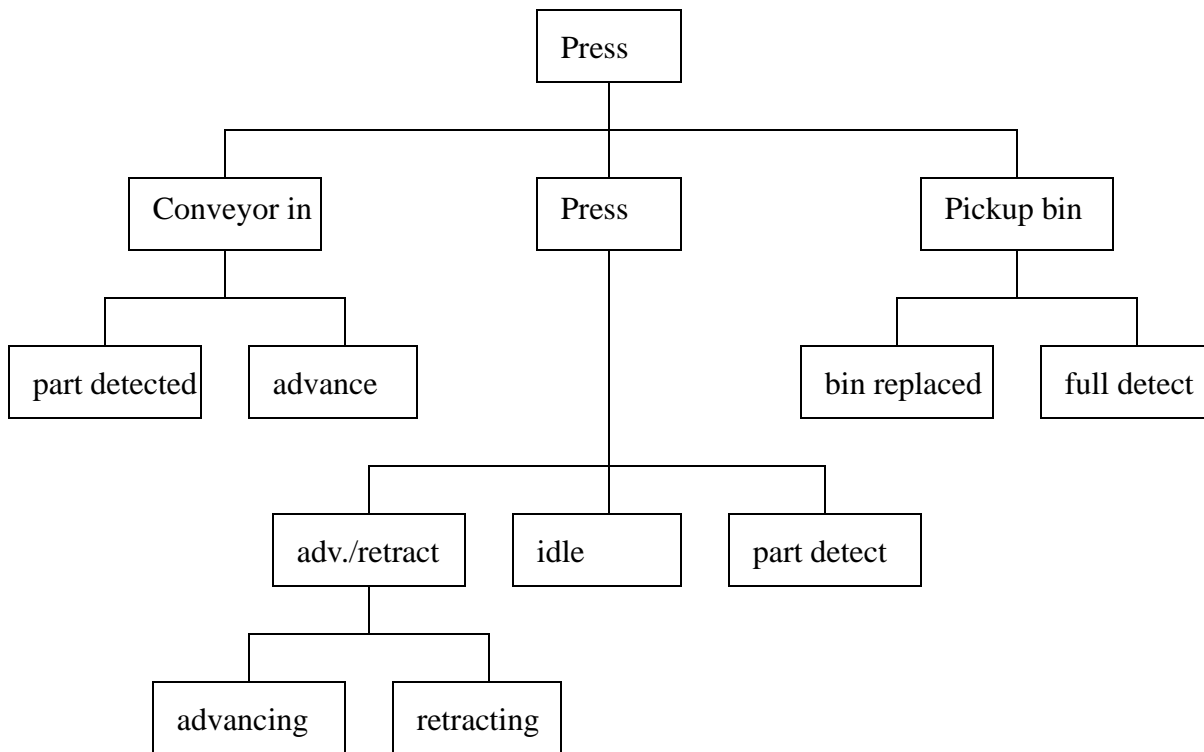 Press
Conveyor in
Press
Pickup bin
part detected
advance
bin replaced
full detect
adv./retract
idle
part detect
advancing
retracting